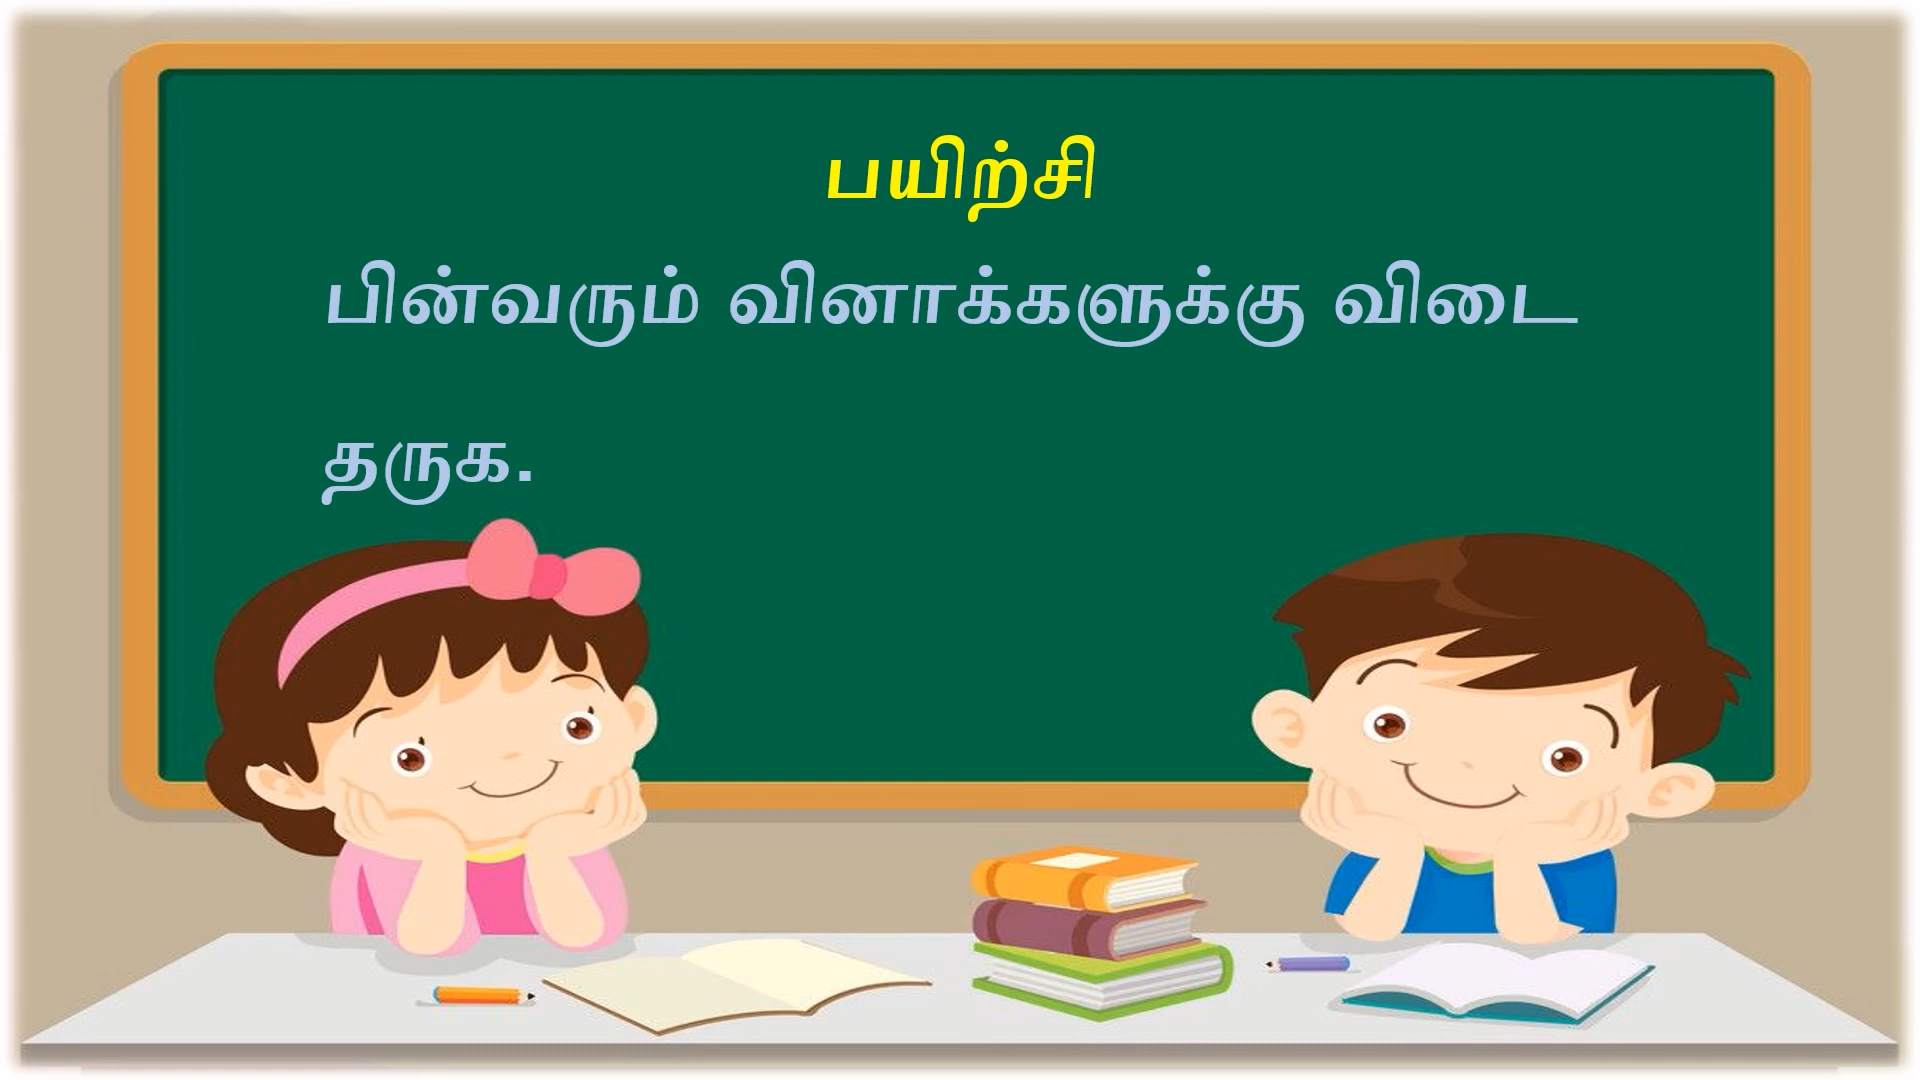 பயிற்சி
பின்வரும் வினாக்களுக்கு விடை
தருக.